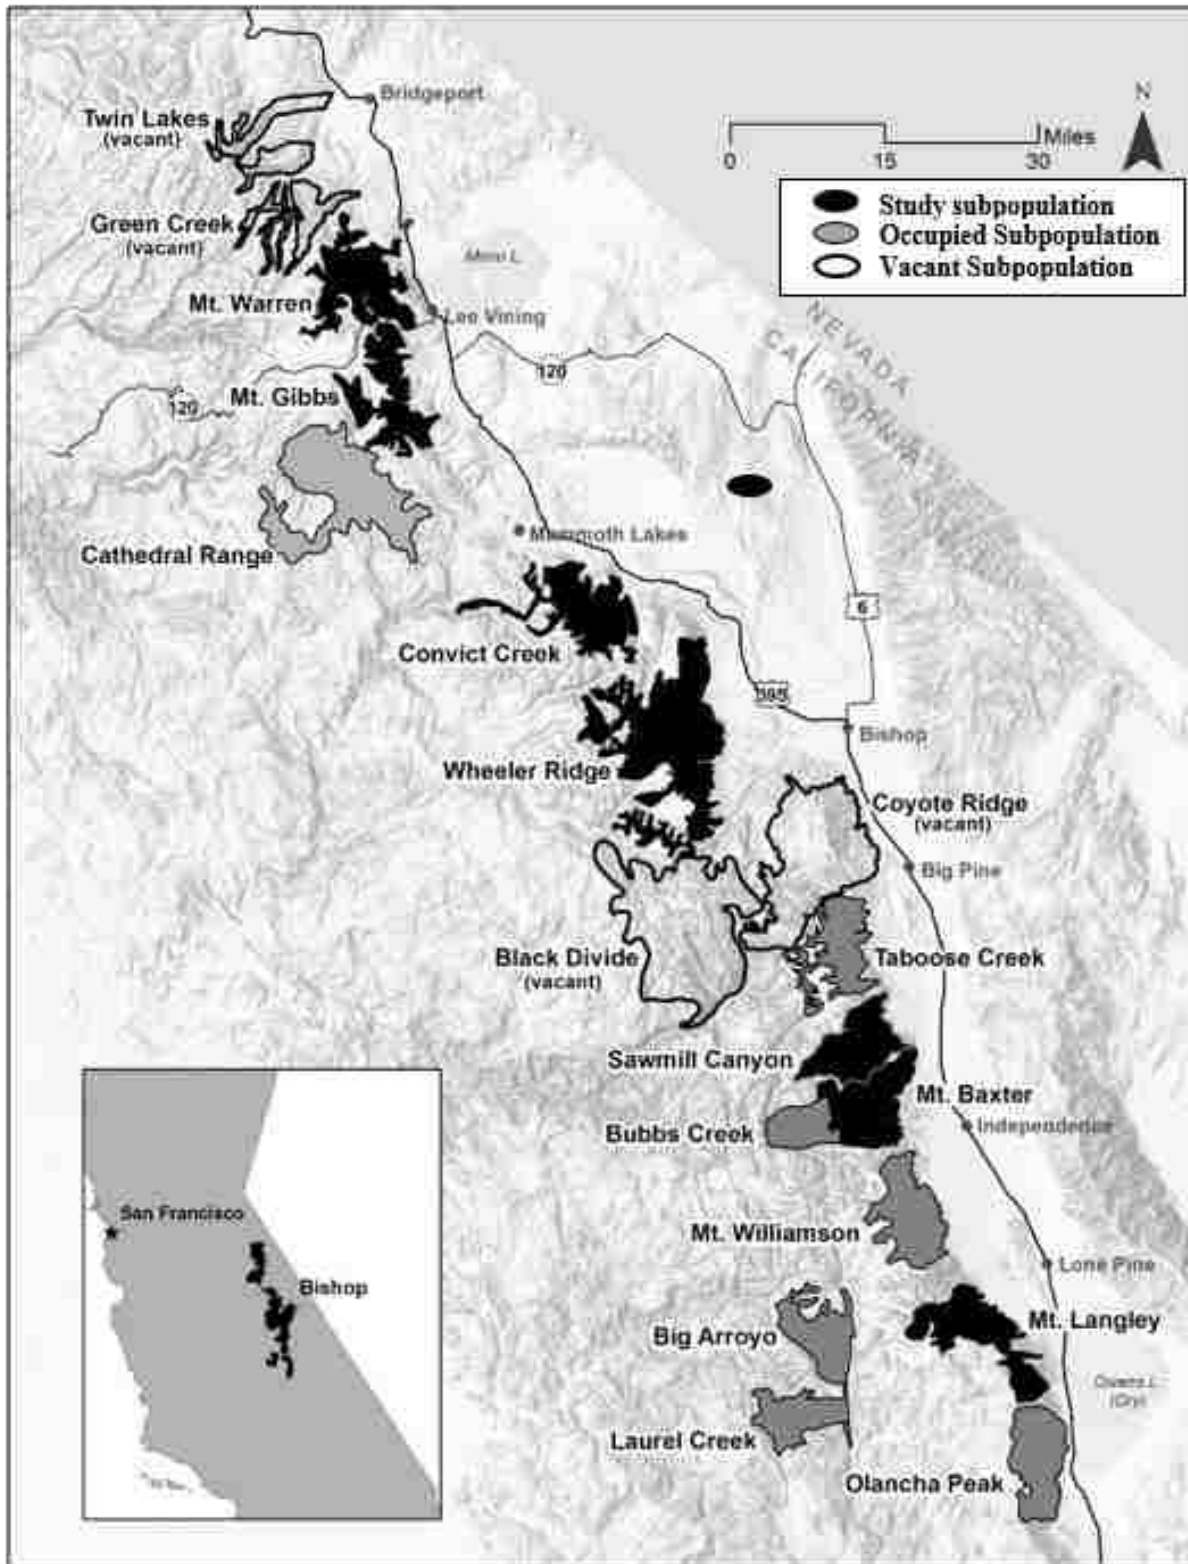 Bridgeport
Twin Lakes
(vacant)
N
Miles
0 15 30
Study subpopulation
Occupied Subpopulation
Vacant Subpopulation
Green Creek
(vacant)
Mono L.
Mt. Warren
Lee Vining
NEVADA
CALIFORNIA
120
Mt. Gibbs
120
Mammoth Lakes
Cathedral Range
6
Convict Creek
395
Bishop
Wheeler Ridge
Coyote Ridge
(vacant)
Big Pine
Black Divide
(vacant)
Taboose Creek
Sawmill Canyon
Mt. Baxter
Independence
Bubbs Creek
San Francisco
Mt. Williamson
Lone Pine
Bishop
Mt. Langley
Big Arroyo
Owens L.
(Dry)
Laurel Creek
Olancha Peak